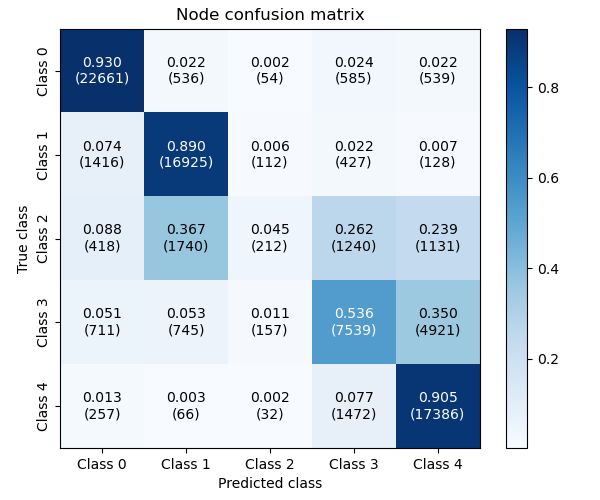 Node confusion matrix
Class 0
0.930 0.022 0.002 0.024 0.022
(22661) (536) (54) (585) (539)
Class 1
0.074 0.890 0.006 0.022 0.007
(1416) (16925) (112) (427) (128)
True class
Class 2
0.088 0.367 0.045 0.262 0.239
(418) (1740) (212) (1240) (1131)
Class 3
0.051 0.053 0.011 0.536 0.350
(711) (745) (157) (7539) (4921)
Class 4
0.013 0.003 0.002 0.077 0.905
(257) (66) (32) (1472) (17386)
Class 0 Class 1 Class 2 Class 3 Class 4
Predicted class
0.8
0.6
0.4
0.2